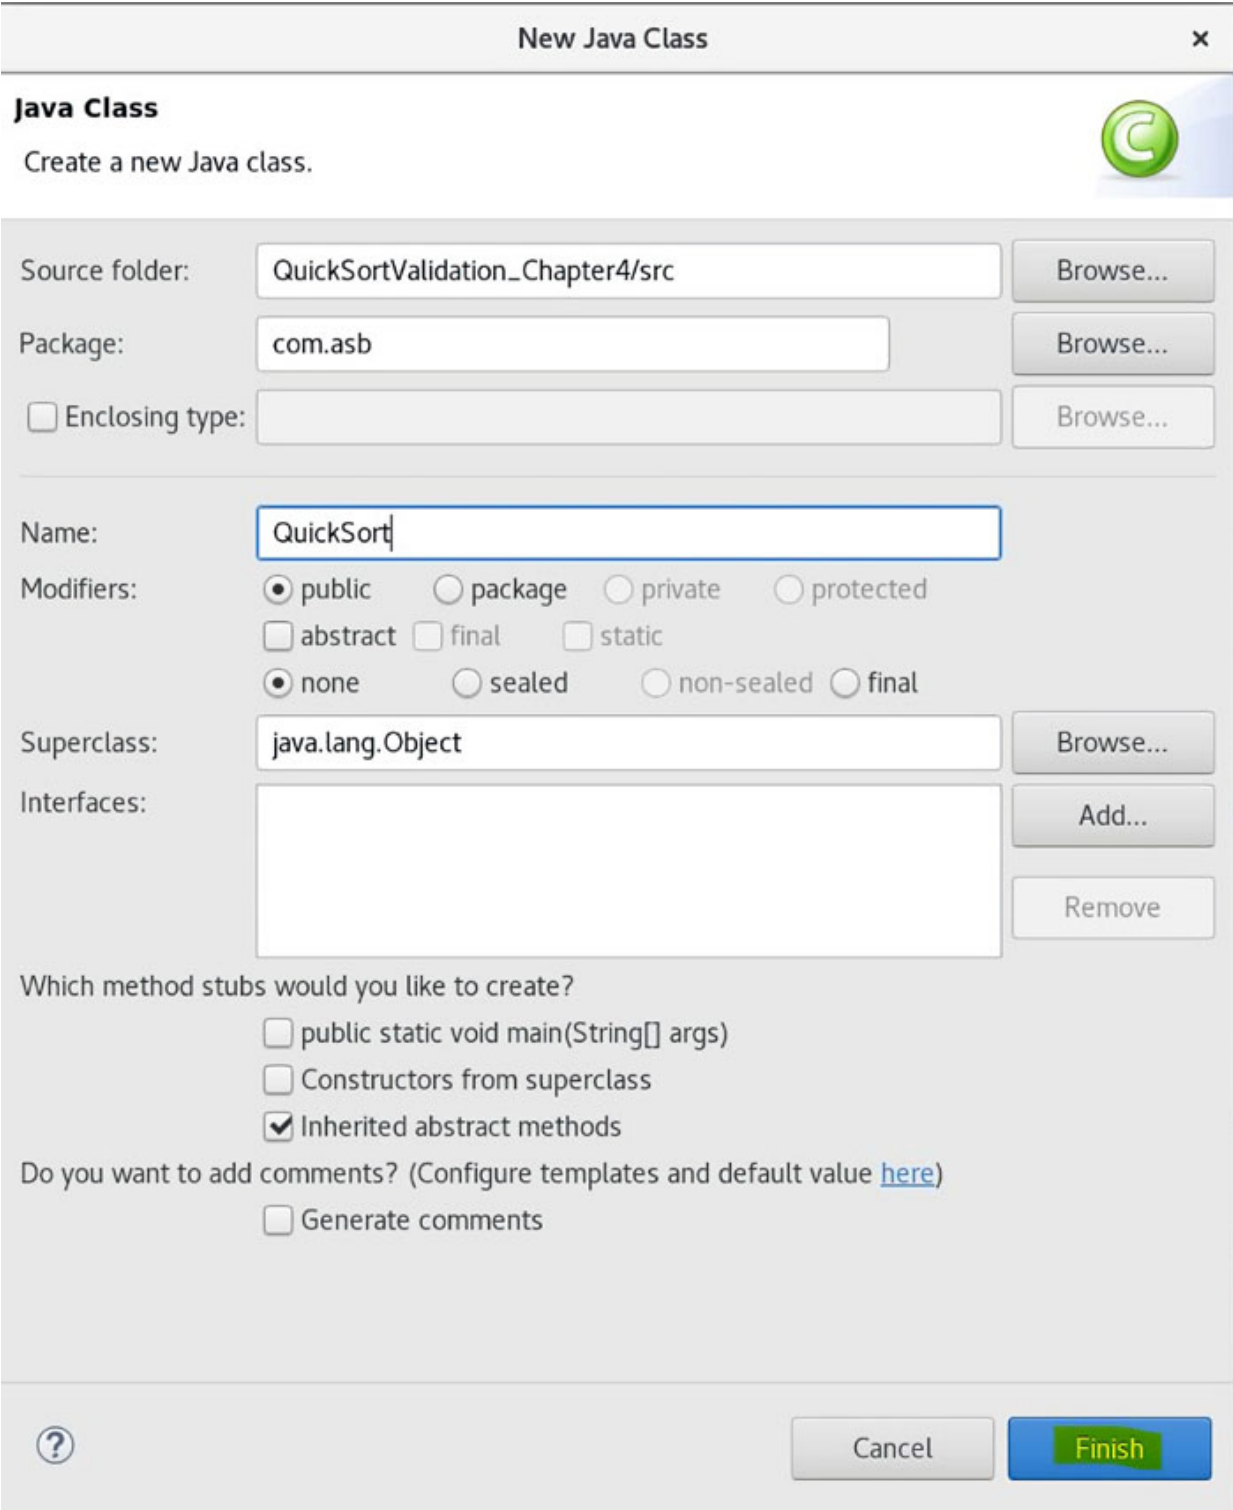 New Java Class
Java Class
Create a new Java class.
C
Source folder: QuickSortValidation_Chapter4/src Browse...
Package: com.asb Browse...
Enclosing type: Browse...
Name: QuickSort
Modifiers: public package private protected
abstract final static
none sealed non-sealed final
Superclass: java.lang.Object Browse...
Interfaces: Add...
Remove
Which method stubs would you like to create?
public static void main(String[] args)
Constructors from superclass
Inherited abstract methods
Do you want to add comments? (Configure templates and default value here)
Generate comments
? Cancel Finish